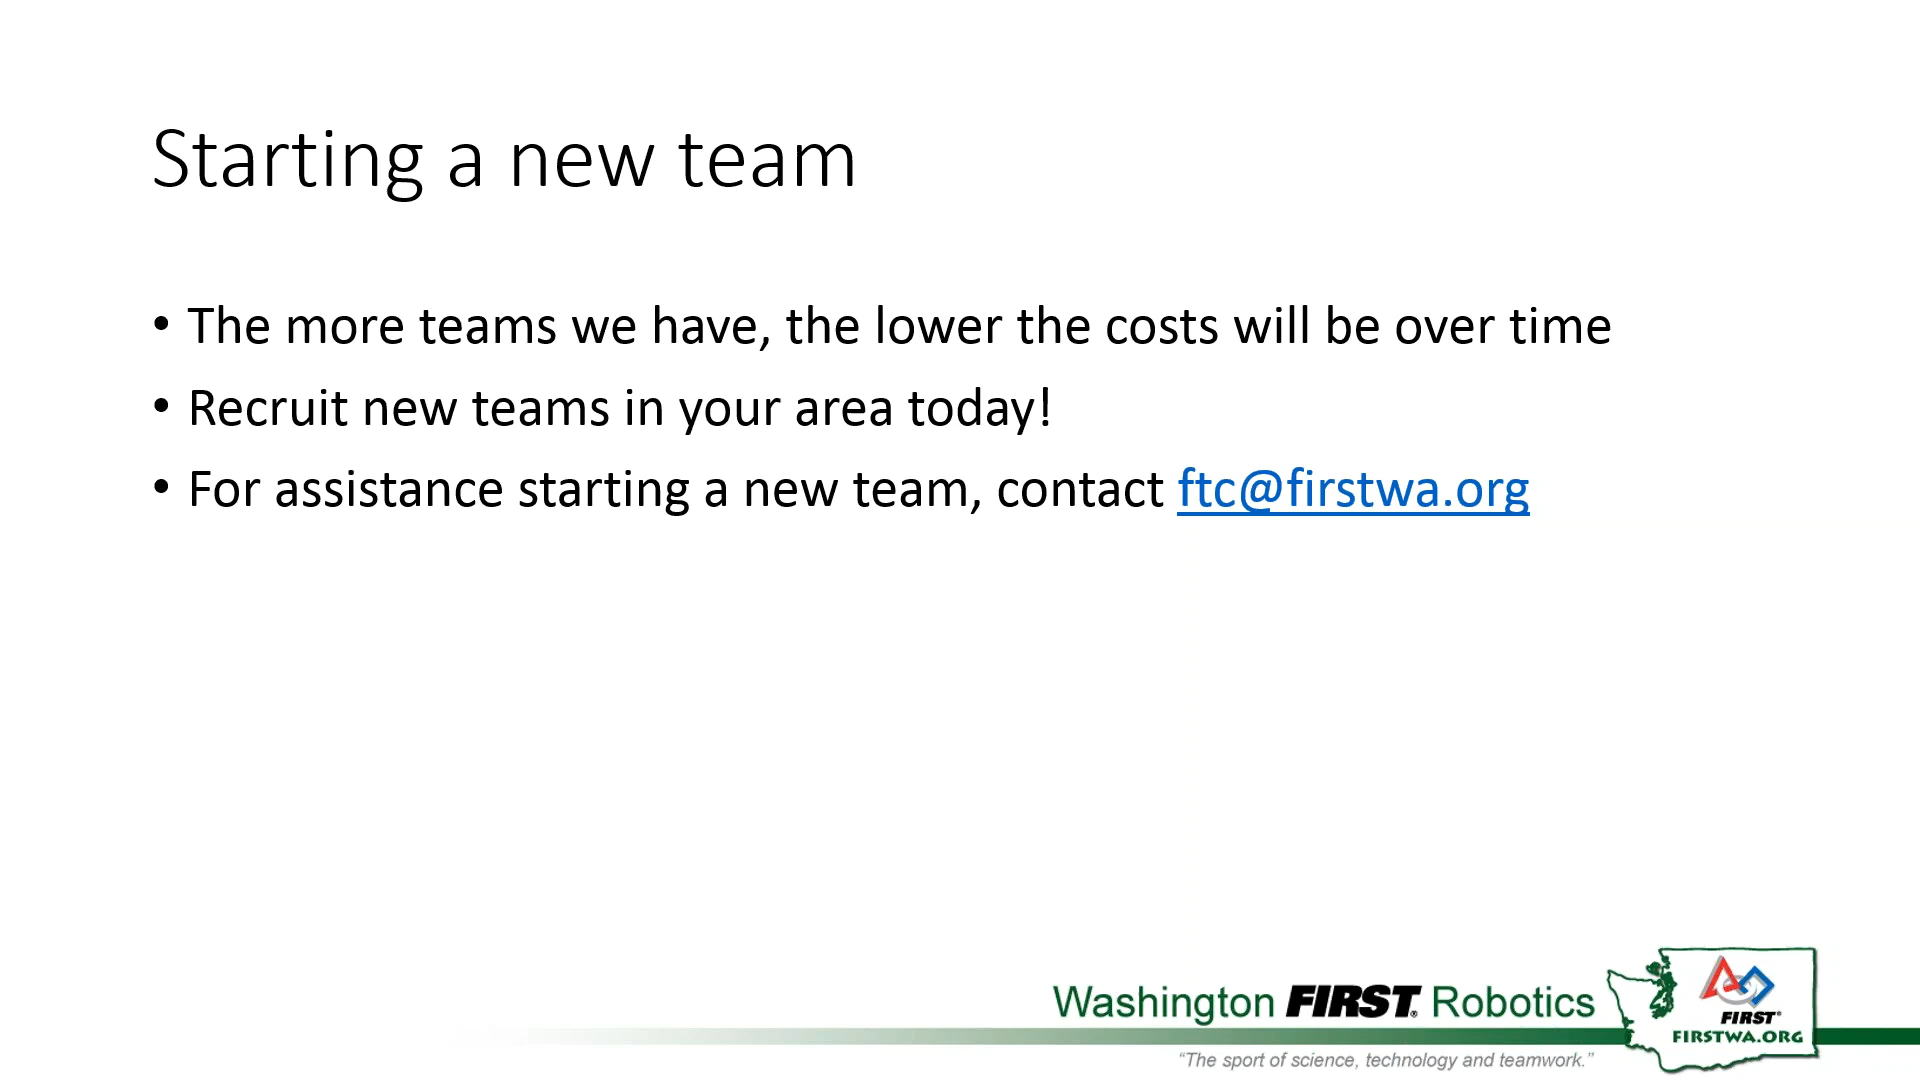 Starting a new team
• The more teams we have, the lower the costs will be over time
• Recruit new teams in your area today!
• For assistance starting a new team, contact ftc@firstwa.org
Washington FIRST® Robotics
"The sport of science, technology and teamwork."
FIRST®
FIRSTWA.ORG